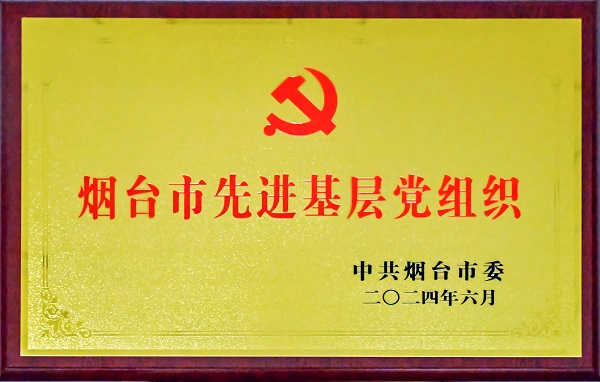 烟台市先进基层党组织
中共烟台市委
二〇二四年六月